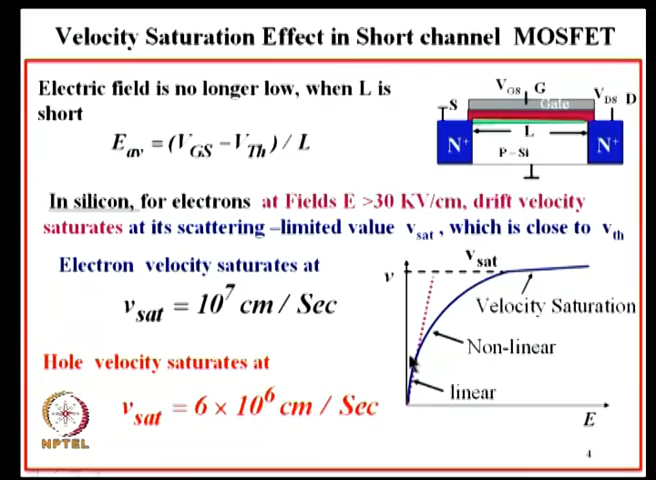 Velocity Saturation Effect in Short channel MOSFET
Electric field is no longer low, when L is
short
E_av = (V_GS − V_Th) / L
V_GS G
V_DS D
S
Gate
L
N+
N+
P – Si
In silicon, for electrons at Fields E >30 KV/cm, drift velocity
saturates at its scattering –limited value v_sat , which is close to v_th
Electron velocity saturates at
v_sat = 10^7 cm / Sec
Hole velocity saturates at
v_sat = 6 × 10^6 cm / Sec
v
v_sat
Velocity Saturation
Non-linear
linear
E
NPTEL
4